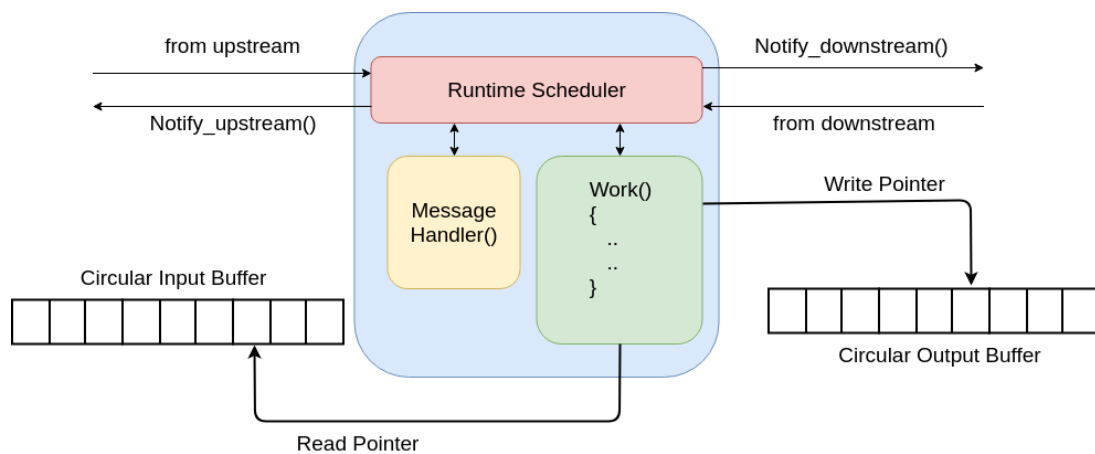 from upstream
Notify_downstream()
Runtime Scheduler
Notify_upstream()
from downstream
Message
Handler()
Work()
{
..
..
}
Write Pointer
Circular Input Buffer
Circular Output Buffer
Read Pointer